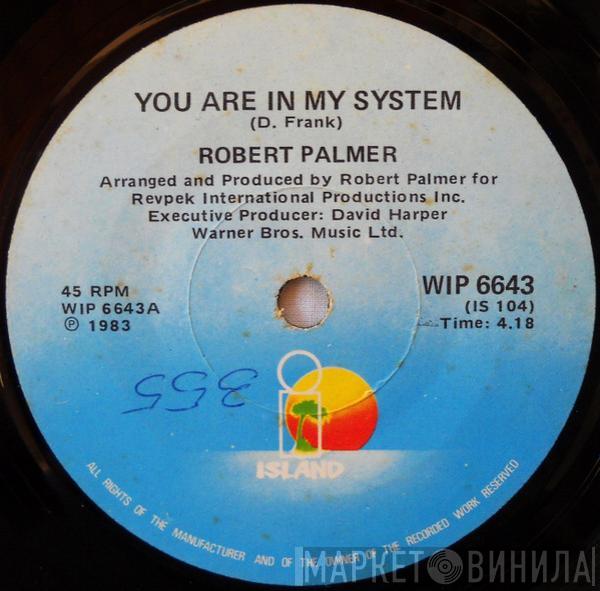 YOU ARE IN MY SYSTEM
(D. Frank)
ROBERT PALMER
Arranged and Produced by Robert Palmer for
Revpek International Productions Inc.
Executive Producer: David Harper
Warner Bros. Music Ltd.
45 RPM
WIP 6643A
℗ 1983
WIP 6643
(IS 104)
Time: 4.18
355
ISLAND
ALL RIGHTS OF THE MANUFACTURER AND OF THE OWNER OF THE RECORDED WORK RESERVED
МАРКЕТ ВИНИЛА